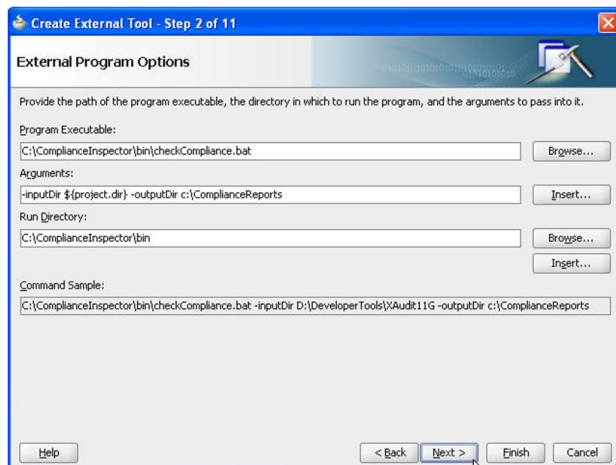 Create External Tool - Step 2 of 11
External Program Options
Provide the path of the program executable, the directory in which to run the program, and the arguments to pass into it.
Program Executable:
C:\ComplianceInspector\bin\checkCompliance.bat
Browse...
Arguments:
-inputDir ${project.dir} -outputDir c:\ComplianceReports
Insert...
Run Directory:
C:\ComplianceInspector\bin
Browse...
Insert...
Command Sample:
C:\ComplianceInspector\bin\checkCompliance.bat -inputDir D:\DeveloperTools\XAudit11G -outputDir c:\ComplianceReports
Help
< Back
Next >
Finish
Cancel